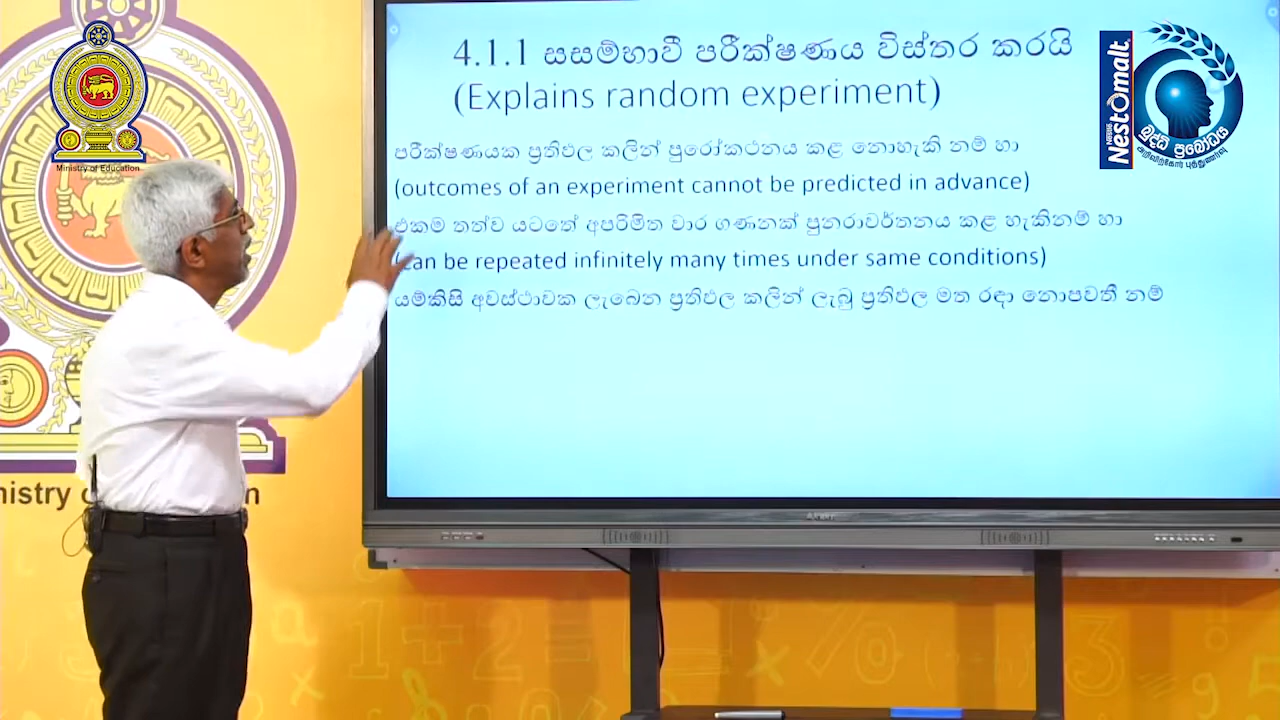 4.1.1 සසම්භාවී පරීක්ෂණය විස්තර කරයි
(Explains random experiment)
පරීක්ෂණයක ප්‍රතිඵල කලින් පුරෝකථනය කළ නොහැකි නම් හා
(outcomes of an experiment cannot be predicted in advance)
එකම තත්ව යටතේ අපරිමිත වාර ගණනක් පුනරාවර්තනය කළ හැකිනම් හා
(can be repeated infinitely many times under same conditions)
යම්කිසි අවස්ථාවක ලැබෙන ප්‍රතිඵල කලින් ලැබු ප්‍රතිඵල මත රඳා නොපවතී නම්
Ministry of Education
Nestlé
Nestomalt
බුද්ධි ප්‍රබෝධය